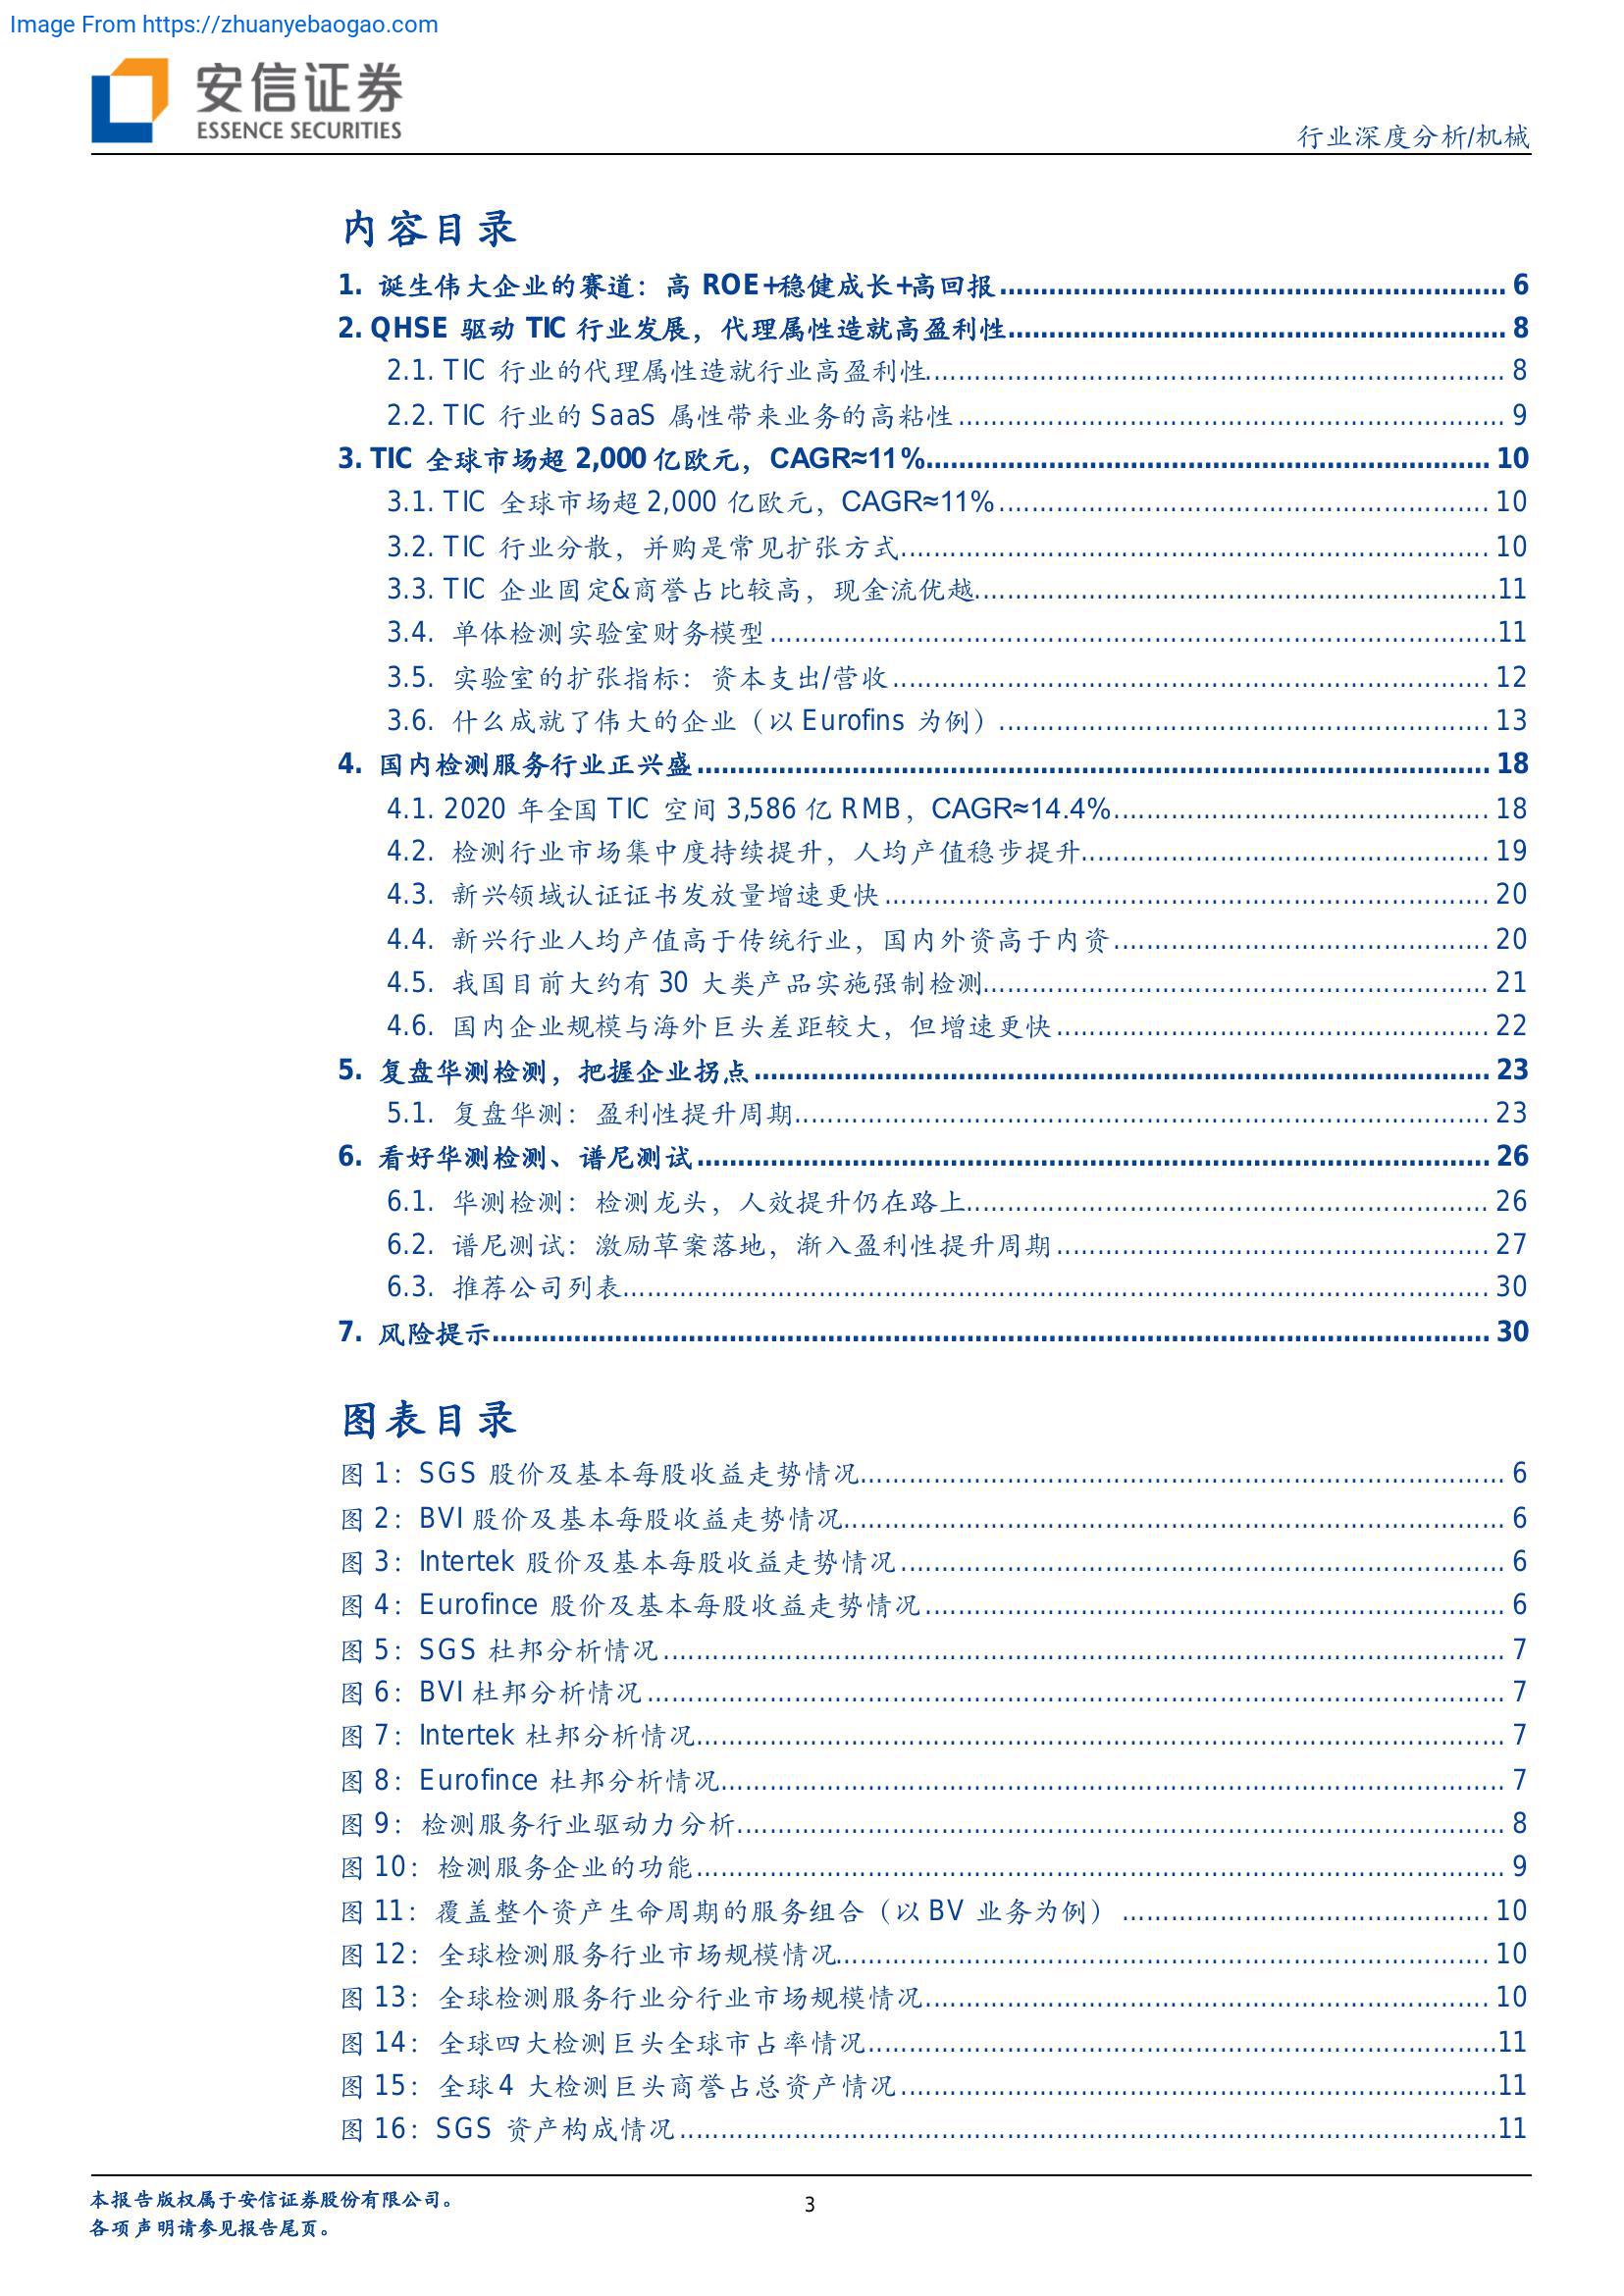 Image From https://zhuanyebaogao.com
安信证券
ESSENCE SECURITIES
行业深度分析/机械
内容目录
1. 诞生伟大企业的赛道：高 ROE+稳健成长+高回报 6
2. QHSE 驱动 TIC 行业发展，代理属性造就高盈利性 8
2.1. TIC 行业的代理属性造就行业高盈利性 8
2.2. TIC 行业的 SaaS 属性带来业务的高粘性 9
3. TIC 全球市场超 2,000 亿欧元，CAGR≈11% 10
3.1. TIC 全球市场超 2,000 亿欧元，CAGR≈11% 10
3.2. TIC 行业分散，并购是常见扩张方式 10
3.3. TIC 企业固定&商誉占比较高，现金流优越 11
3.4. 单体检测实验室财务模型 11
3.5. 实验室的扩张指标：资本支出/营收 12
3.6. 什么成就了伟大的企业（以 Eurofins 为例） 13
4. 国内检测服务行业正兴盛 18
4.1. 2020 年全国 TIC 空间 3,586 亿 RMB，CAGR≈14.4% 18
4.2. 检测行业市场集中度持续提升，人均产值稳步提升 19
4.3. 新兴领域认证证书发放量增速更快 20
4.4. 新兴行业人均产值高于传统行业，国内外资高于内资 20
4.5. 我国目前大约有 30 大类产品实施强制检测 21
4.6. 国内企业规模与海外巨头差距较大，但增速更快 22
5. 复盘华测检测，把握企业拐点 23
5.1. 复盘华测：盈利性提升周期 23
6. 看好华测检测、谱尼测试 26
6.1. 华测检测：检测龙头，人效提升仍在路上 26
6.2. 谱尼测试：激励草案落地，渐入盈利性提升周期 27
6.3. 推荐公司列表 30
7. 风险提示 30
图表目录
图 1：SGS 股价及基本每股收益走势情况 6
图 2：BVI 股价及基本每股收益走势情况 6
图 3：Intertek 股价及基本每股收益走势情况 6
图 4：Eurofince 股价及基本每股收益走势情况 6
图 5：SGS 杜邦分析情况 7
图 6：BVI 杜邦分析情况 7
图 7：Intertek 杜邦分析情况 7
图 8：Eurofince 杜邦分析情况 7
图 9：检测服务行业驱动力分析 8
图 10：检测服务企业的功能 9
图 11：覆盖整个资产生命周期的服务组合（以 BV 业务为例） 10
图 12：全球检测服务行业市场规模情况 10
图 13：全球检测服务行业分行业市场规模情况 10
图 14：全球四大检测巨头全球市占率情况 11
图 15：全球 4 大检测巨头商誉占总资产情况 11
图 16：SGS 资产构成情况 11
本报告版权属于安信证券股份有限公司。
各项声明请参见报告尾页。
3